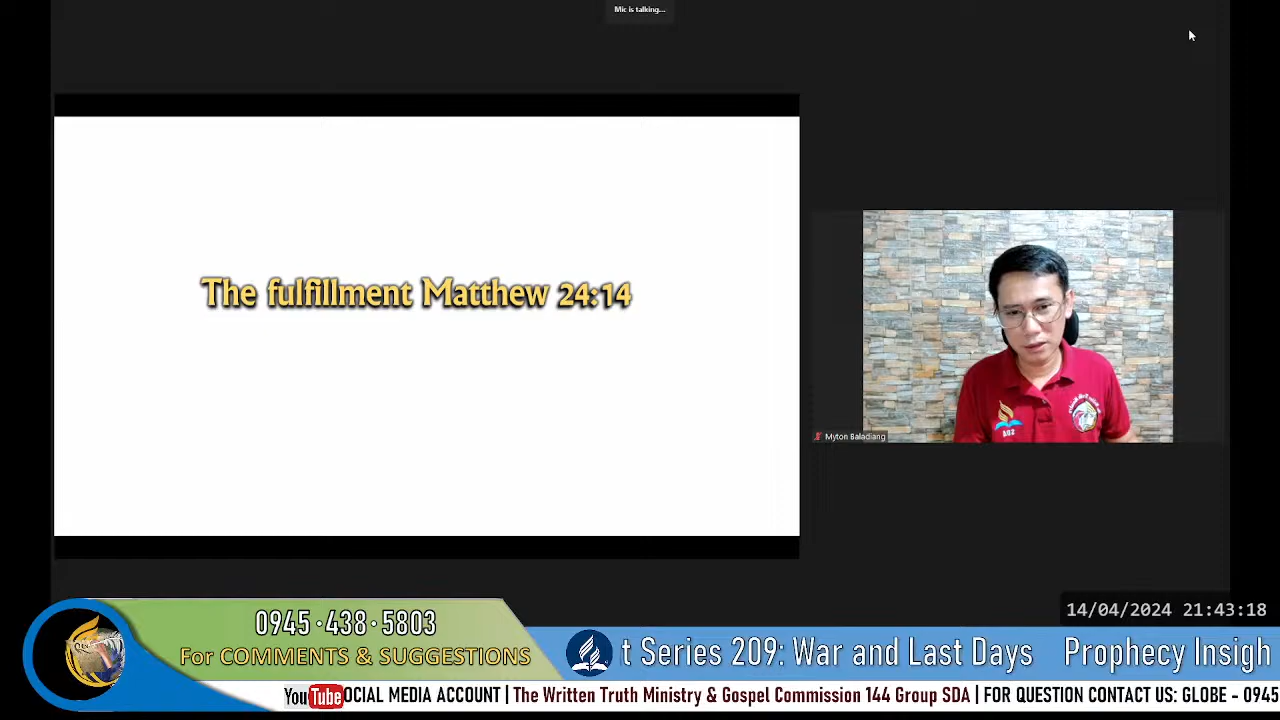 Mic is talking...
The fulfillment Matthew 24:14
Myton Baladiang
14/04/2024 21:43:18
0945·438·5803
For COMMENTS & SUGGESTIONS
t Series 209: War and Last Days Prophecy Insigh
YouTube OCIAL MEDIA ACCOUNT | The Written Truth Ministry & Gospel Commission 144 Group SDA | FOR QUESTION CONTACT US: GLOBE - 0945